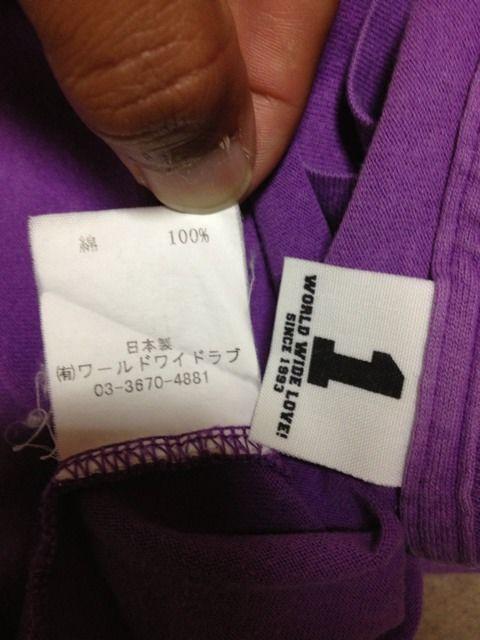 綿 100%
日本製
㈲ワールドワイドラブ
03-3670-4881
1
WORLD WIDE LOVE!
SINCE 1993